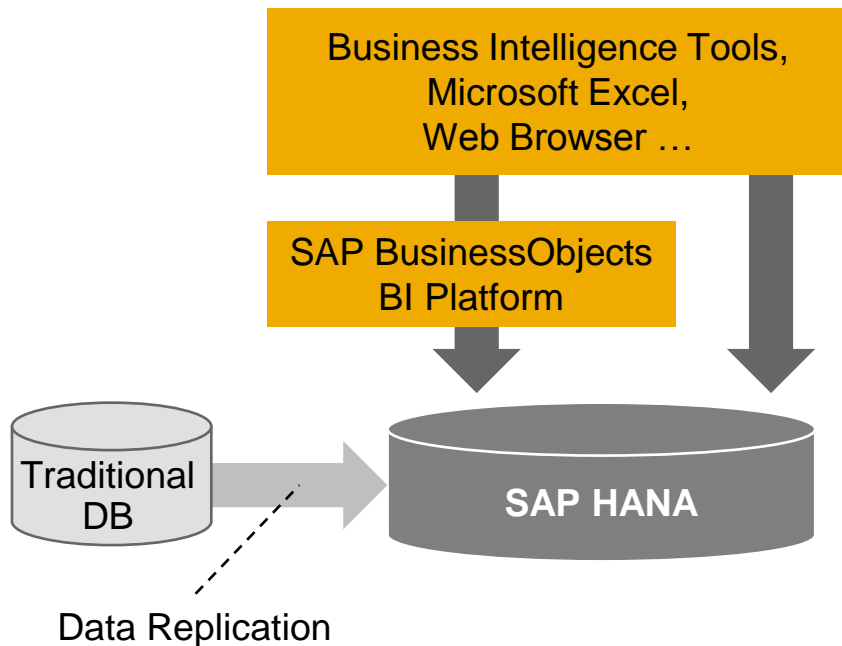 Business Intelligence Tools,
Microsoft Excel,
Web Browser …
SAP BusinessObjects
BI Platform
Traditional
DB
SAP HANA
Data Replication